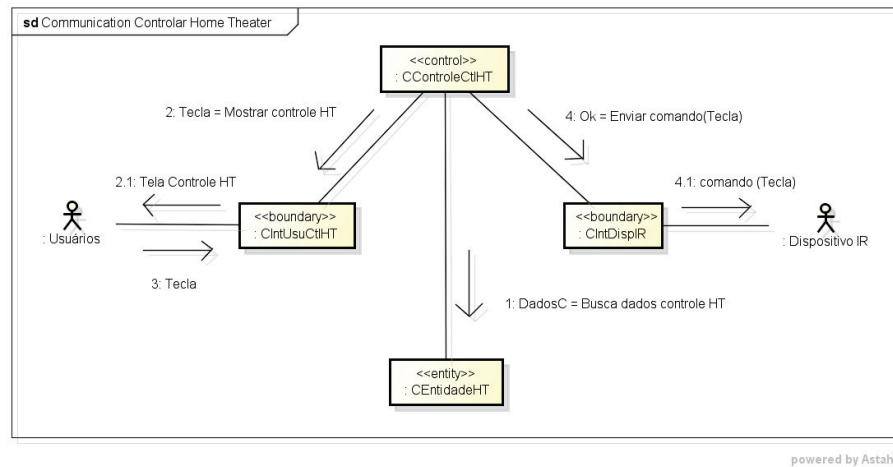 sd Communication Controlar Home Theater
<<control>>
: CControleCtlHT
2: Tecla = Mostrar controle HT
4: Ok = Enviar comando(Tecla)
2.1: Tela Controle HT
4.1: comando (Tecla)
<<boundary>>
: CIntUsuCtlHT
<<boundary>>
: CIntDispIR
: Usuários
: Dispositivo IR
3: Tecla
1: DadosC = Busca dados controle HT
<<entity>>
: CEntidadeHT
powered by Astah